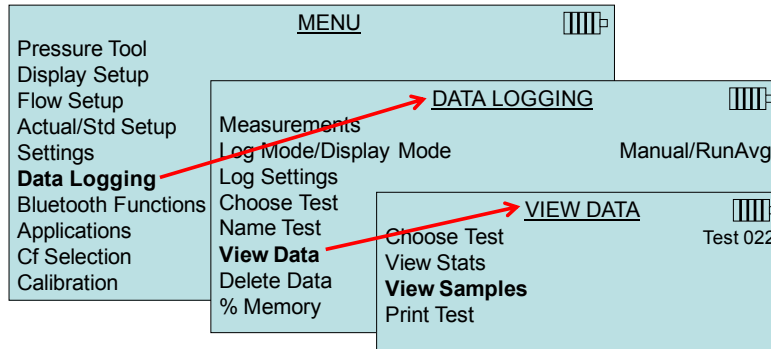 MENU
Pressure Tool
Display Setup
Flow Setup
Actual/Std Setup
Settings
Data Logging
Bluetooth Functions
Applications
Cf Selection
Calibration
DATA LOGGING
Measurements
Log Mode/Display Mode Manual/RunAvg
Log Settings
Choose Test
Name Test
View Data
Delete Data
% Memory
VIEW DATA
Choose Test Test 022
View Stats
View Samples
Print Test